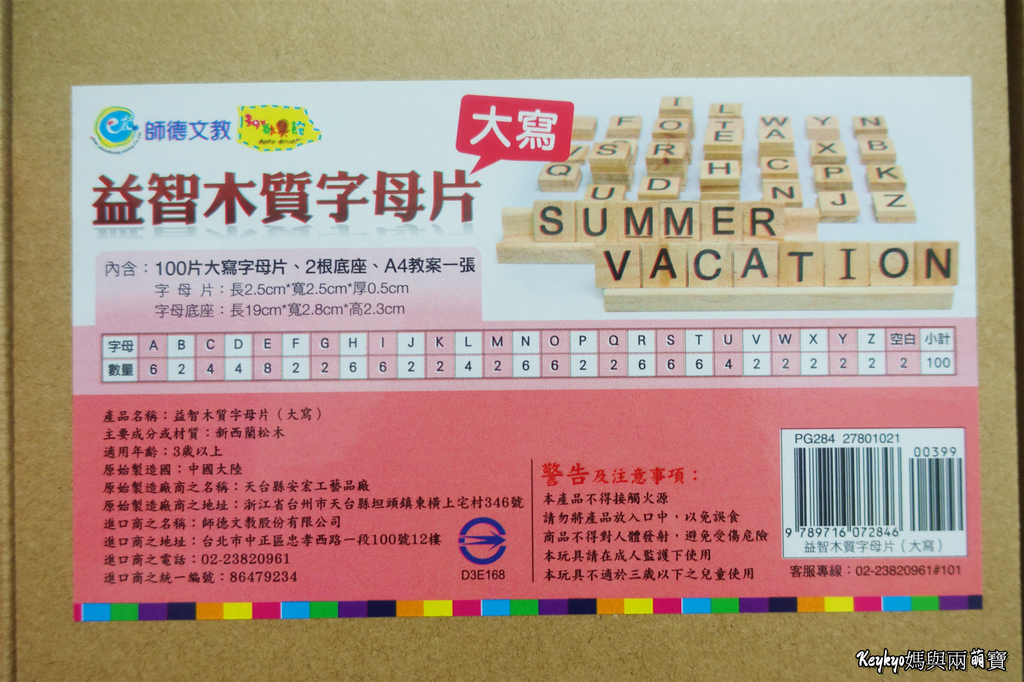 師德文教
大寫
益智木質字母片
內含：100片大寫字母片、2根底座、A4教案一張
字母片：長2.5cm*寬2.5cm*厚0.5cm
字母底座：長19cm*寬2.8cm*高2.3cm
I L
F O T W Y N
S R E A X B
Q D H C P K
U N J Z
SUMMER
VACATION
字母 A B C D E F G H I J K L M N O P Q R S T U V W X Y Z 空白 小計
數量 6 2 4 4 8 2 2 6 6 2 2 4 2 6 6 2 2 6 6 6 4 2 2 2 2 2 2 100
產品名稱：益智木質字母片（大寫）
主要成分或材質：新西蘭松木
適用年齡：3歲以上
原始製造國：中國大陸
原始製造廠商之名稱：天台縣安宏工藝品廠
原始製造廠商之地址：浙江省台州市天台縣坦頭鎮東橫上宅村346號
進口商之名稱：師德文教股份有限公司
進口商之地址：台北市中正區忠孝西路一段100號12樓
進口商之電話：02-23820961
進口商之統一編號：86479234
D3E168
警告及注意事項：
本產品不得接觸火源
請勿將產品放入口中，以免誤食
商品不得對人體發射，避免受傷危險
本玩具請在成人監護下使用
本玩具不適於三歲以下之兒童使用
PG284 27801021
00399
9 789716 072846
益智木質字母片（大寫）
客服專線：02-23820961#101
Keykyo媽與兩萌寶